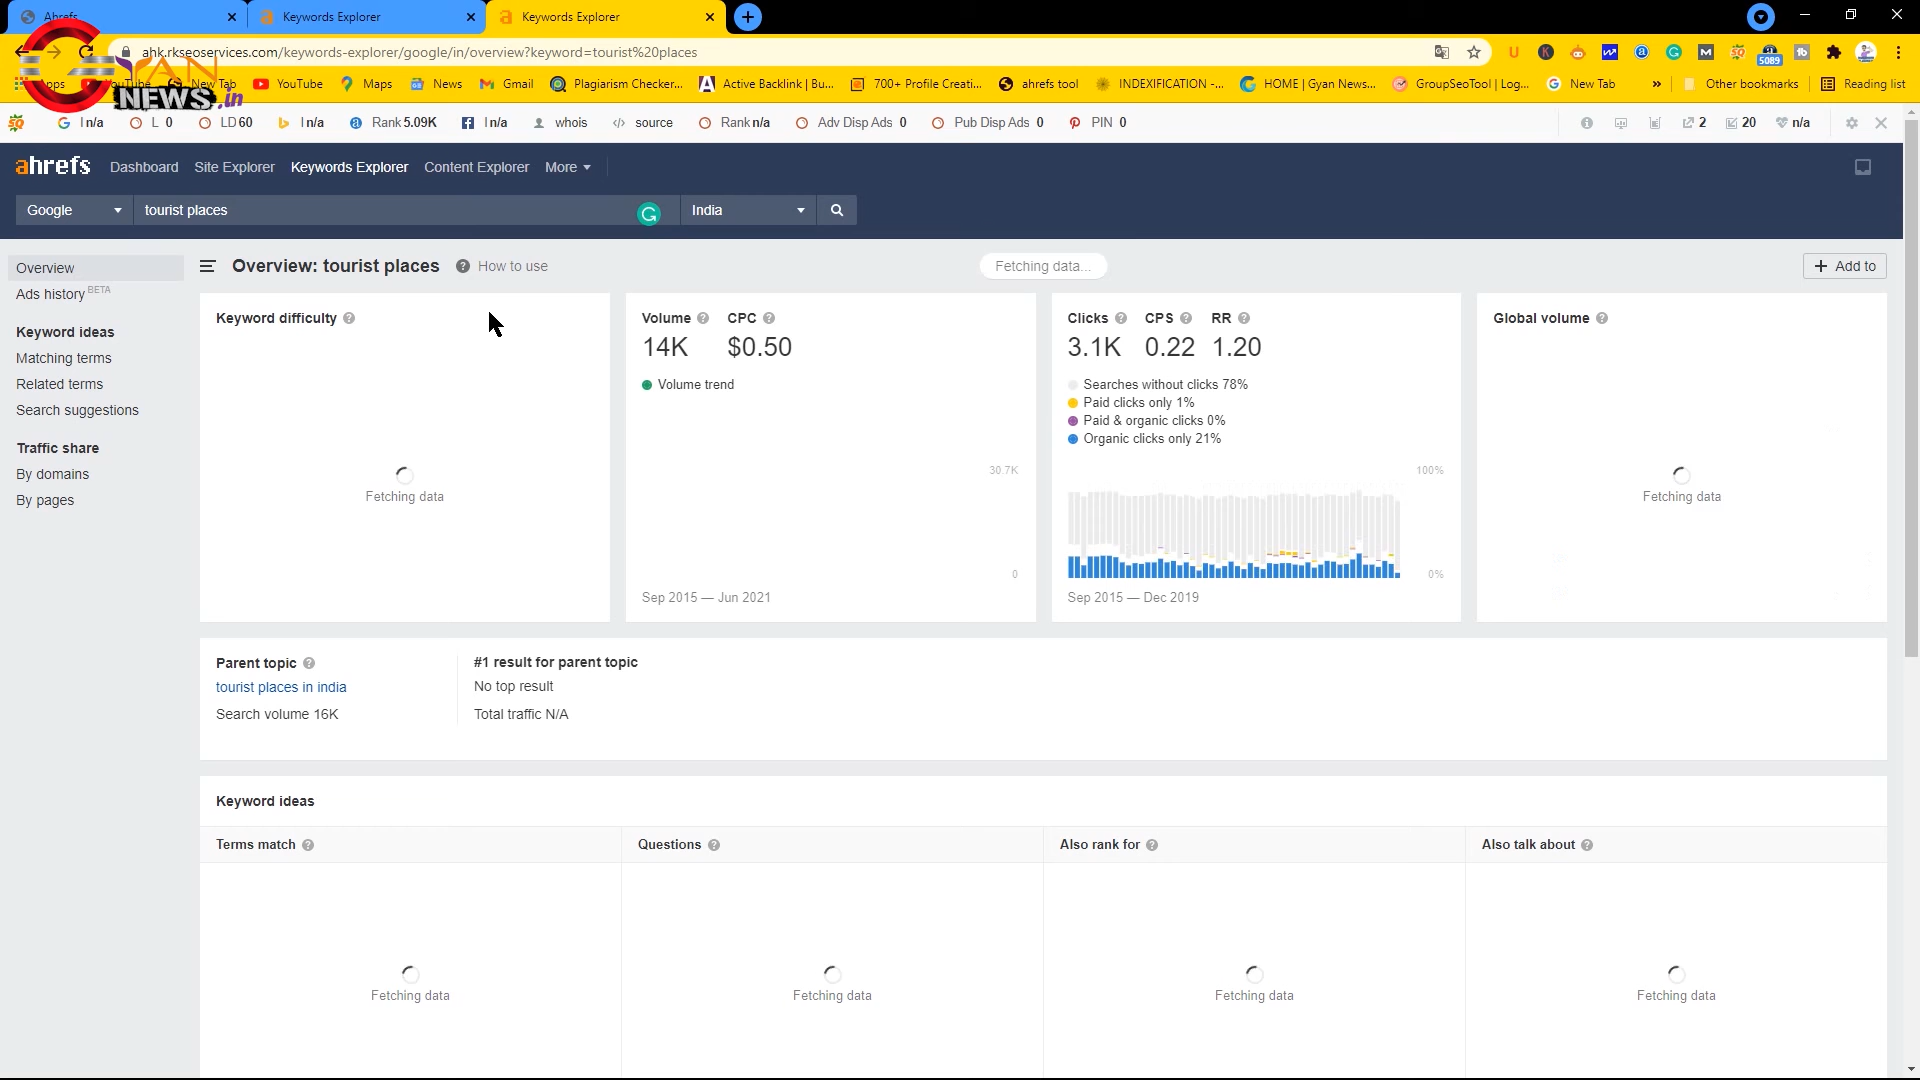 Ahrefs
Keywords Explorer
Keywords Explorer
ahk.rkseoservices.com/keywords-explorer/google/in/overview?keyword=tourist%20places
5089
YouTube
New Tab
YouTube
Maps
News
Gmail
Plagiarism Checker...
Active Backlink | Bu...
700+ Profile Creati...
ahrefs tool
INDEXIFICATION -...
HOME | Gyan News...
GroupSeoTool | Log...
New Tab
Other bookmarks
Reading list
GYAN
NEWS.in
I n/a
L 0
LD 60
I n/a
Rank 5.09K
I n/a
whois
source
Rank n/a
Adv Disp Ads 0
Pub Disp Ads 0
PIN 0
2
20
n/a
ahrefs
Dashboard
Site Explorer
Keywords Explorer
Content Explorer
More
Google
tourist places
India
Overview
Ads history BETA
Keyword ideas
Matching terms
Related terms
Search suggestions
Traffic share
By domains
By pages
Overview: tourist places
How to use
Fetching data...
+ Add to
Keyword difficulty
Fetching data
Volume CPC
14K $0.50
Volume trend
30.7K
0
Sep 2015 — Jun 2021
Clicks CPS RR
3.1K 0.22 1.20
Searches without clicks 78%
Paid clicks only 1%
Paid & organic clicks 0%
Organic clicks only 21%
100%
0%
Sep 2015 — Dec 2019
Global volume
Fetching data
Parent topic
tourist places in india
Search volume 16K
#1 result for parent topic
No top result
Total traffic N/A
Keyword ideas
Terms match
Questions
Also rank for
Also talk about
Fetching data
Fetching data
Fetching data
Fetching data